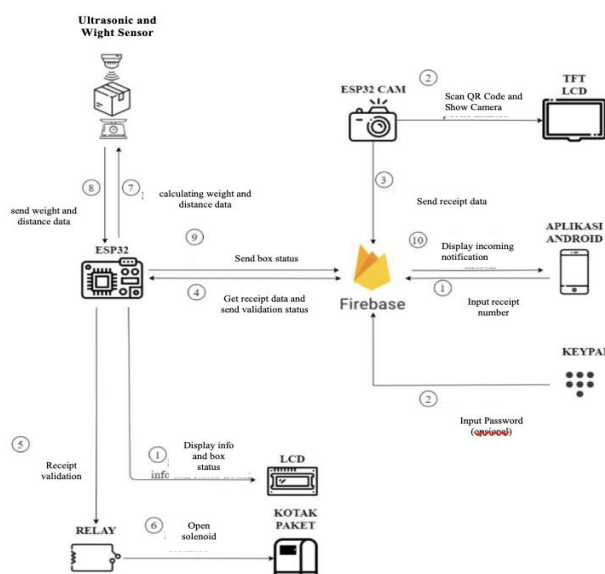 Ultrasonic and
Wight Sensor
ESP32 CAM
2
Scan QR Code and
Show Camera
TFT
LCD
3
Send receipt data
8
7
calculating weight and
distance data
send weight and
distance data
ESP32
9
Send box status
4
Get receipt data and
send validation status
Firebase
10
Display incoming
notification
1
Input receipt
number
APLIKASI
ANDROID
KEYPA
2
Input Password
(opsional)
5
Receipt
validation
1
Display info
and box
status
info
LCD
RELAY
6
Open
solenoid
KOTAK
PAKET